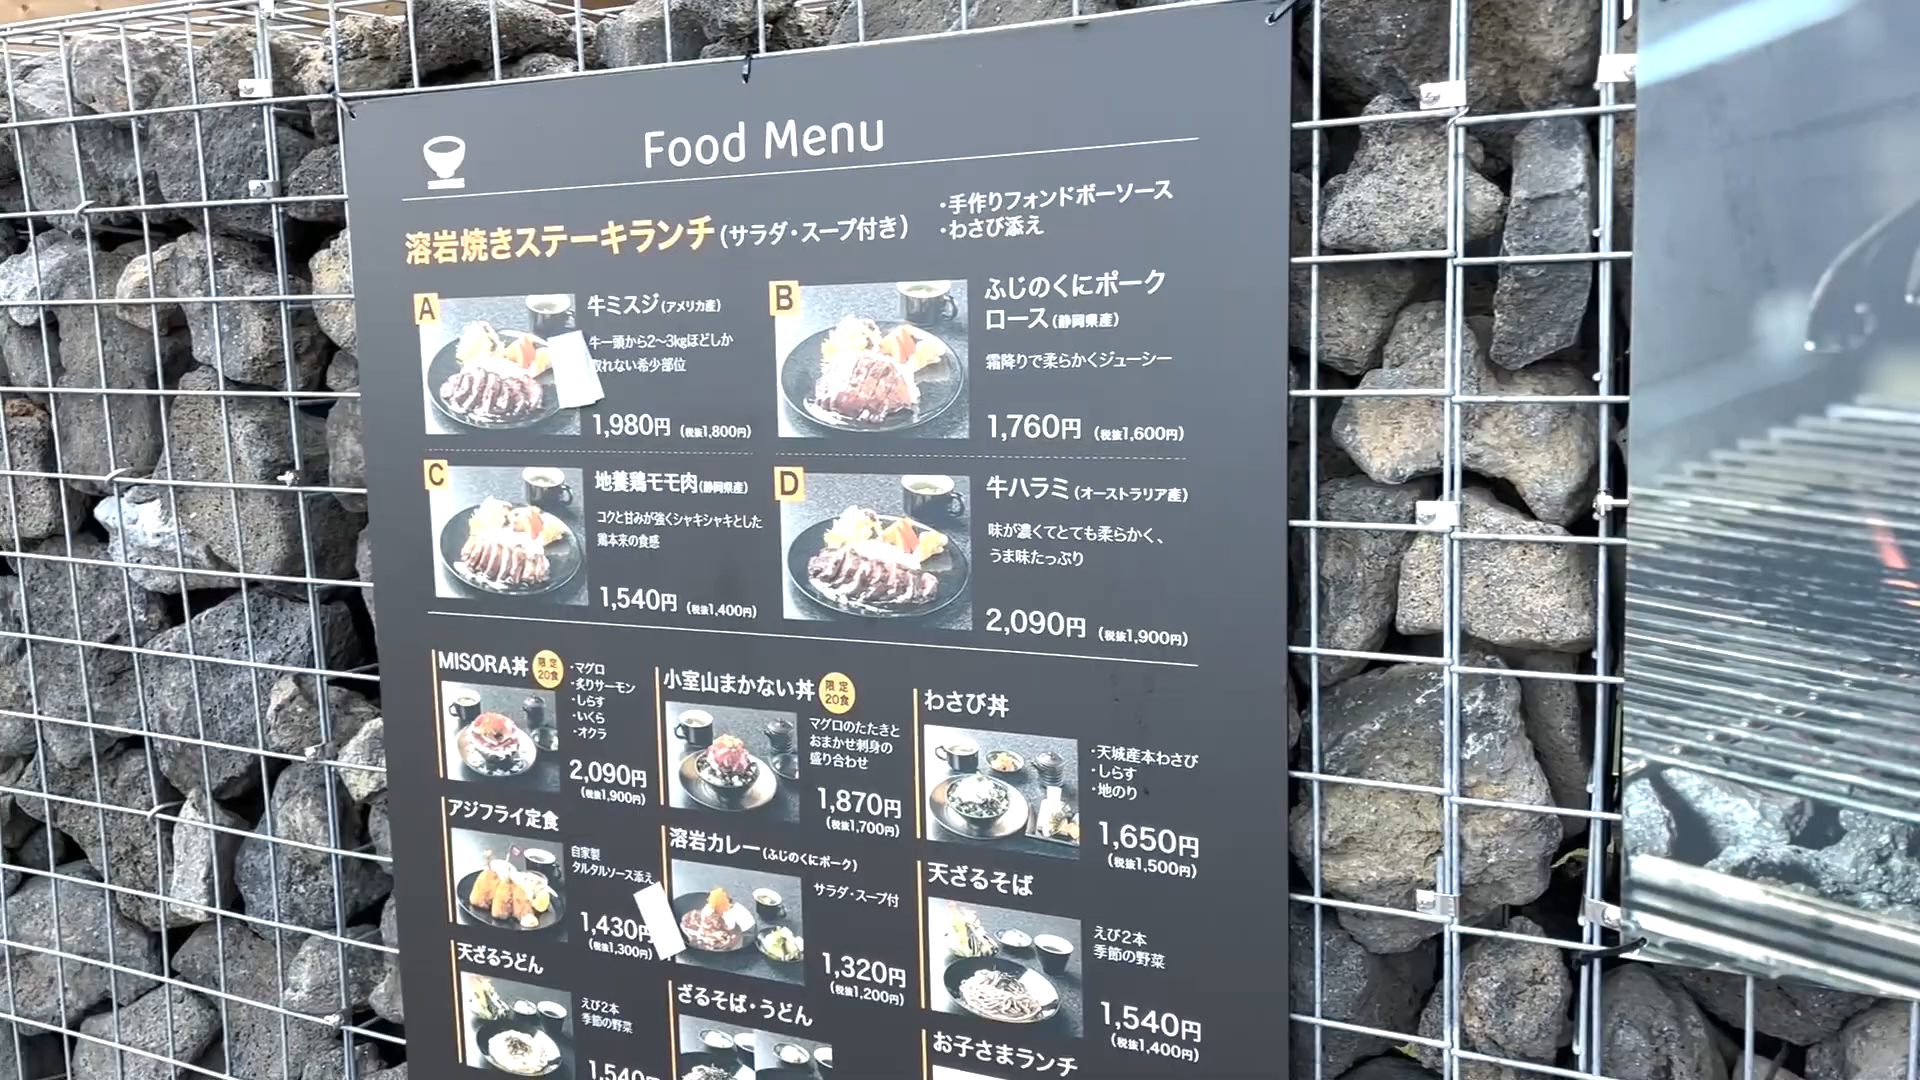 Food Menu
溶岩焼きステーキランチ(サラダ・スープ付き)
・手作りフォンドボーソース
・わさび添え
A
牛ミスジ(アメリカ産)
牛一頭から2〜3kgほどしか
取れない希少部位
1,980円 (税抜1,800円)
B
ふじのくにポーク
ロース(静岡県産)
霜降りで柔らかくジューシー
1,760円 (税抜1,600円)
C
地養鶏モモ肉(静岡県産)
コクと甘みが強くシャキシャキとした
鶏本来の食感
1,540円 (税抜1,400円)
D
牛ハラミ(オーストラリア産)
味が濃くてとても柔らかく、
うま味たっぷり
2,090円 (税抜1,900円)
MISORA丼
限定
20食
・マグロ
・炙りサーモン
・しらす
・いくら
・オクラ
2,090円
(税抜1,900円)
小室山まかない丼
限定
20食
マグロのたたきと
おまかせ刺身の
盛り合わせ
1,870円
(税抜1,700円)
わさび丼
・天城産本わさび
・しらす
・地のり
1,650円
(税抜1,500円)
アジフライ定食
自家製
タルタルソース添え
1,430円
(税抜1,300円)
溶岩カレー(ふじのくにポーク)
サラダ・スープ付
1,320円
(税抜1,200円)
天ざるそば
えび2本
季節の野菜
1,540円
(税抜1,400円)
天ざるうどん
えび2本
季節の野菜
1,540円
ざるそば・うどん
お子さまランチ